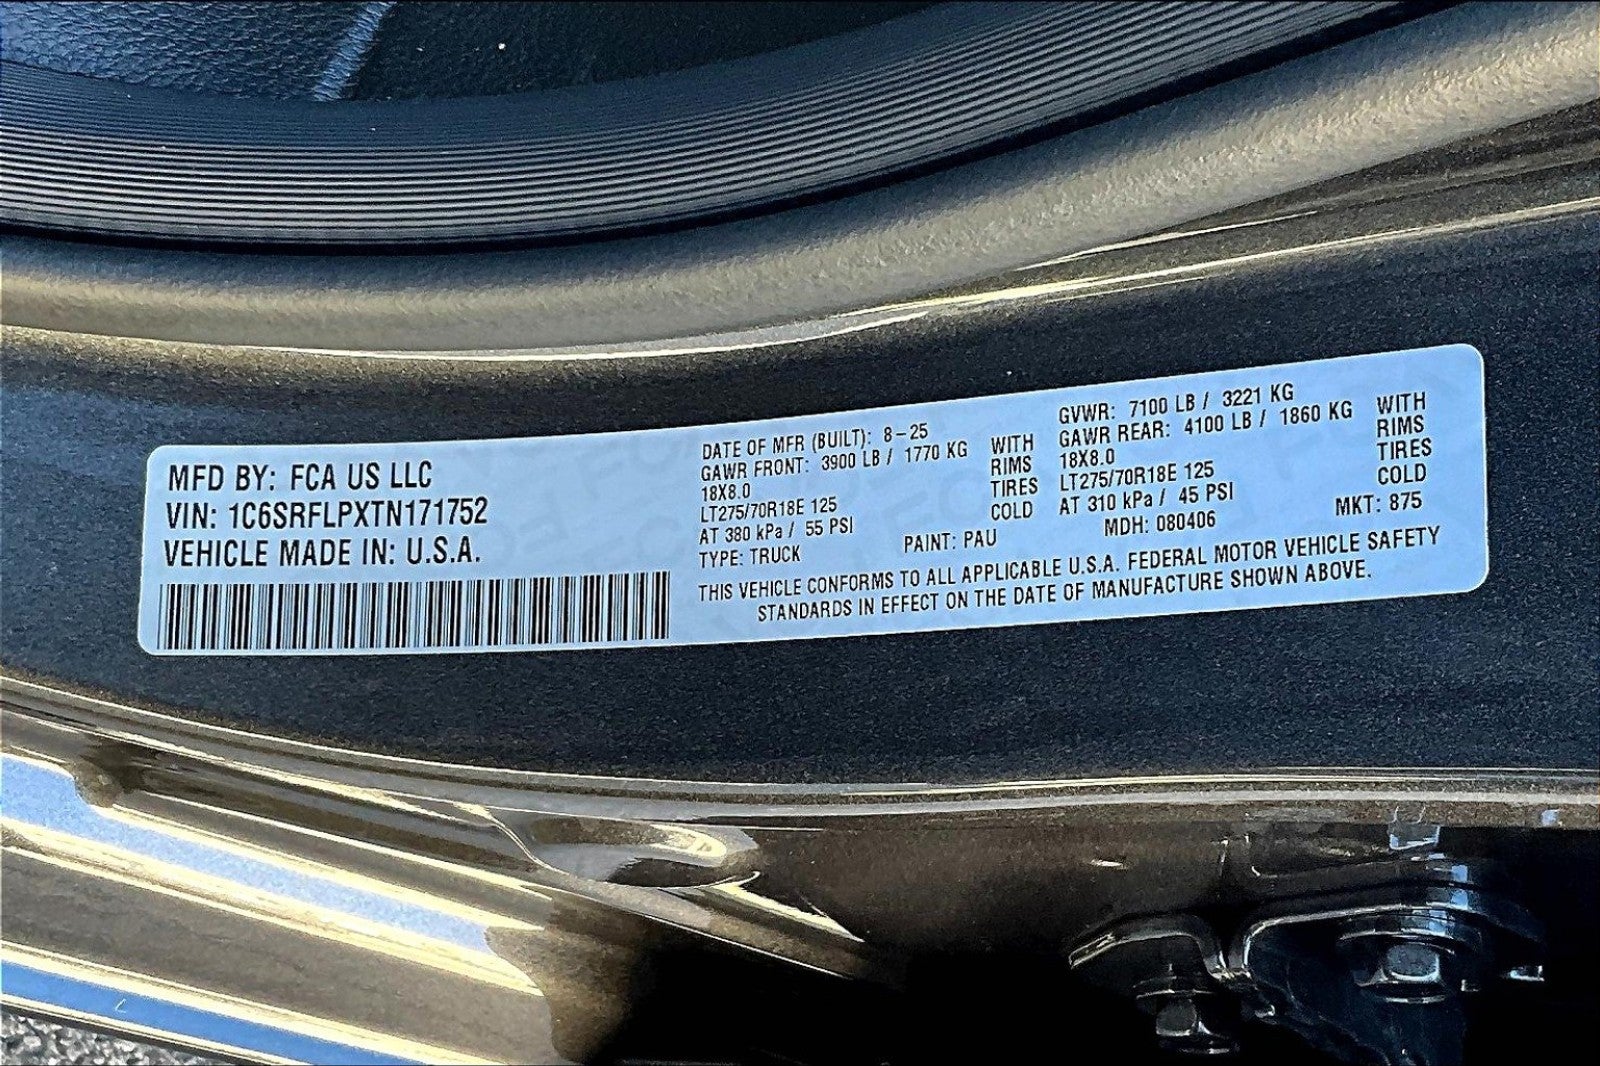 MFD BY: FCA US LLC
VIN: 1C6SRFLPXTN171752
VEHICLE MADE IN: U.S.A.
DATE OF MFR (BUILT): 8-25
GAWR FRONT: 3900 LB / 1770 KG WITH
18X8.0 RIMS
LT275/70R18E 125 TIRES
AT 380 kPa / 55 PSI COLD
TYPE: TRUCK PAINT: PAU
GVWR: 7100 LB / 3221 KG
GAWR REAR: 4100 LB / 1860 KG WITH
18X8.0 RIMS
LT275/70R18E 125 TIRES
AT 310 kPa / 45 PSI COLD
MDH: 080406 MKT: 875
THIS VEHICLE CONFORMS TO ALL APPLICABLE U.S.A. FEDERAL MOTOR VEHICLE SAFETY
STANDARDS IN EFFECT ON THE DATE OF MANUFACTURE SHOWN ABOVE.